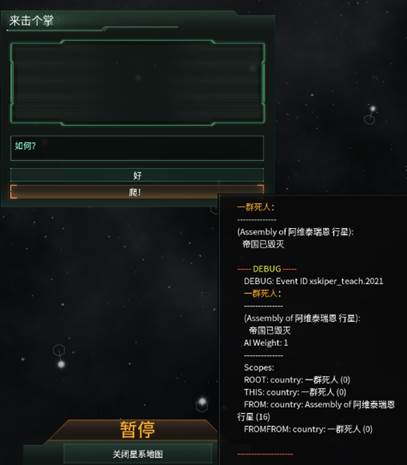 来击个掌
如何?
好
爬!
一群死人:
--------------
(Assembly of 阿维泰瑞恩 行星):
帝国已毁灭
----- DEBUG -----
DEBUG: Event ID xskiper_teach.2021
一群死人:
--------------
(Assembly of 阿维泰瑞恩 行星):
帝国已毁灭
AI Weight: 1
--------------
Scopes:
ROOT: country: 一群死人 (0)
THIS: country: 一群死人 (0)
FROM: country: Assembly of 阿维泰瑞恩
行星 (16)
FROMFROM: country: 一群死人 (0)
--------------------
暂停
关闭星系地图